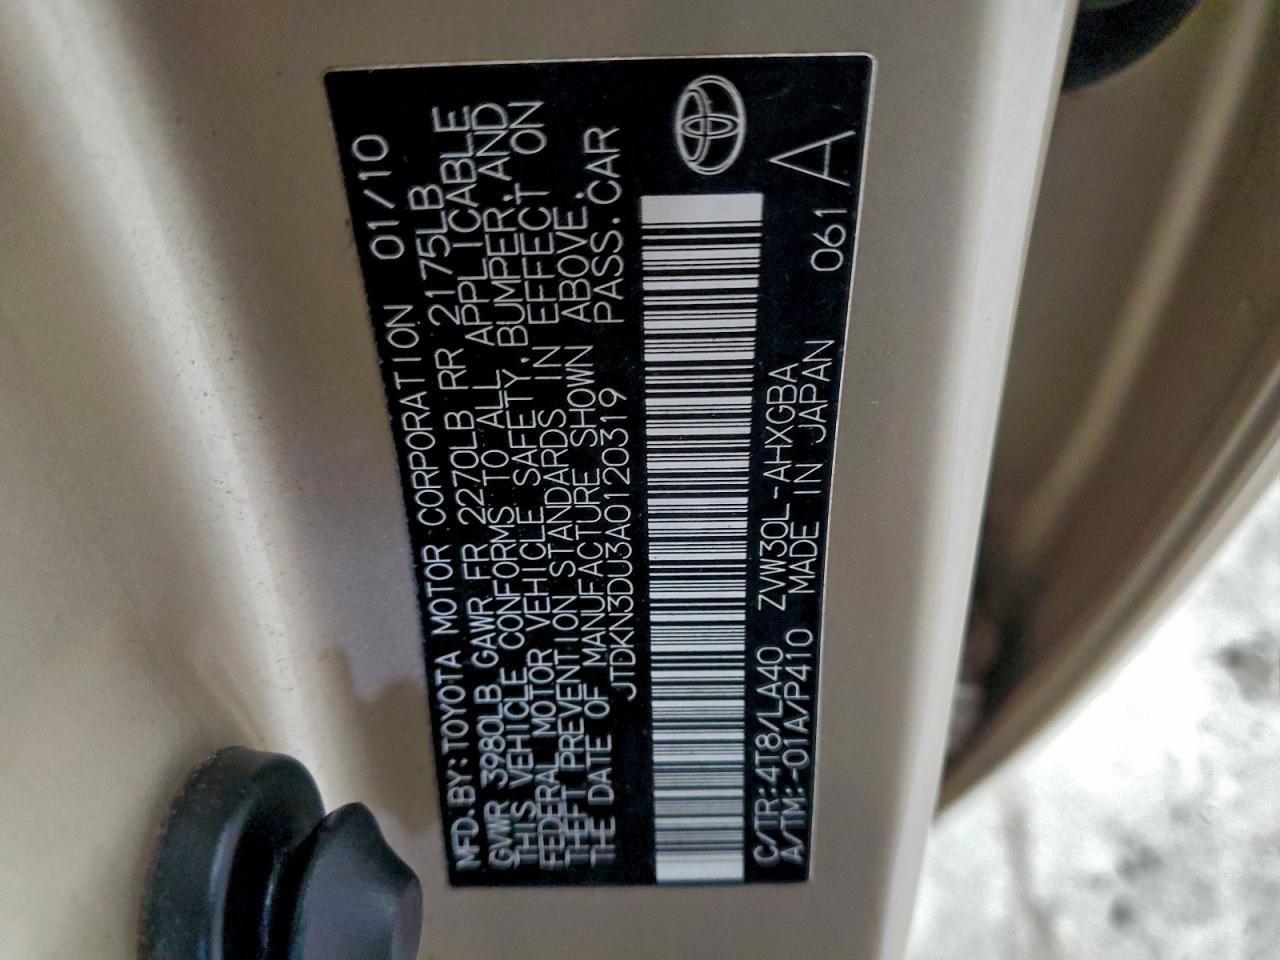 MFD.BY:TOYOTA MOTOR CORPORATION 01/10
GVWR 3980LB GAWR FR 2270LB RR 2175LB
THIS VEHICLE CONFORMS TO ALL APPLICABLE
FEDERAL MOTOR VEHICLE SAFETY, BUMPER, AND
THEFT PREVENTION STANDARDS IN EFFECT ON
THE DATE OF MANUFACTURE SHOWN ABOVE.
JTDKN3DU3A0120319 PASS.CAR
C/TR:4T8/LA40 ZVW30L-AHXGBA
A/TM:-01A/P410 MADE IN JAPAN 061 A